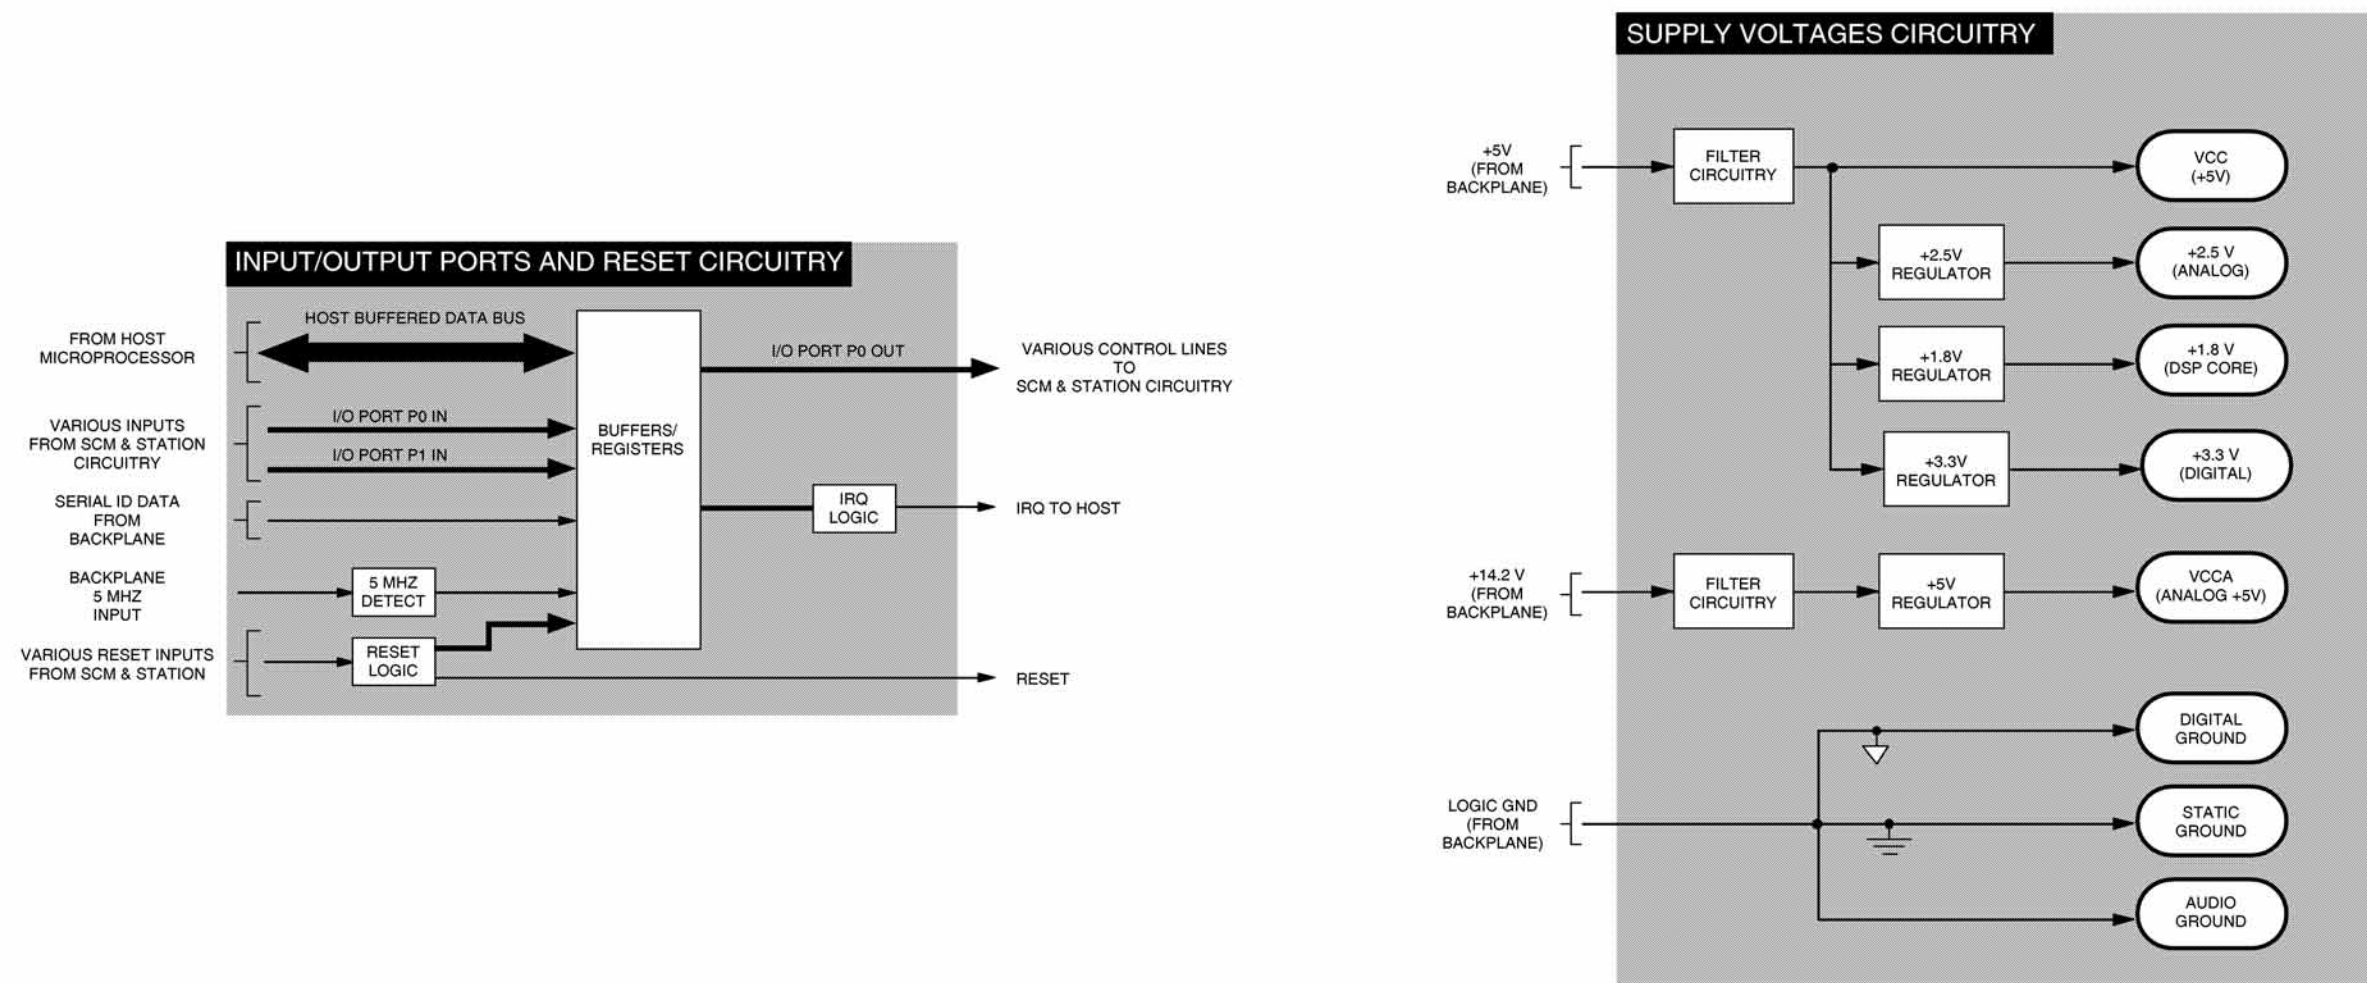 INPUT/OUTPUT PORTS AND RESET CIRCUITRY
FROM HOST
MICROPROCESSOR
HOST BUFFERED DATA BUS
VARIOUS INPUTS
FROM SCM & STATION
CIRCUITRY
I/O PORT P0 IN
I/O PORT P1 IN
SERIAL ID DATA
FROM
BACKPLANE
BACKPLANE
5 MHZ
INPUT
5 MHZ
DETECT
VARIOUS RESET INPUTS
FROM SCM & STATION
RESET
LOGIC
BUFFERS/
REGISTERS
I/O PORT P0 OUT
VARIOUS CONTROL LINES
TO
SCM & STATION CIRCUITRY
IRQ
LOGIC
IRQ TO HOST
RESET
SUPPLY VOLTAGES CIRCUITRY
+5V
(FROM
BACKPLANE)
FILTER
CIRCUITRY
VCC
(+5V)
+2.5V
REGULATOR
+2.5 V
(ANALOG)
+1.8V
REGULATOR
+1.8 V
(DSP CORE)
+3.3V
REGULATOR
+3.3 V
(DIGITAL)
+14.2 V
(FROM
BACKPLANE)
FILTER
CIRCUITRY
+5V
REGULATOR
VCCA
(ANALOG +5V)
LOGIC GND
(FROM
BACKPLANE)
DIGITAL
GROUND
STATIC
GROUND
AUDIO
GROUND